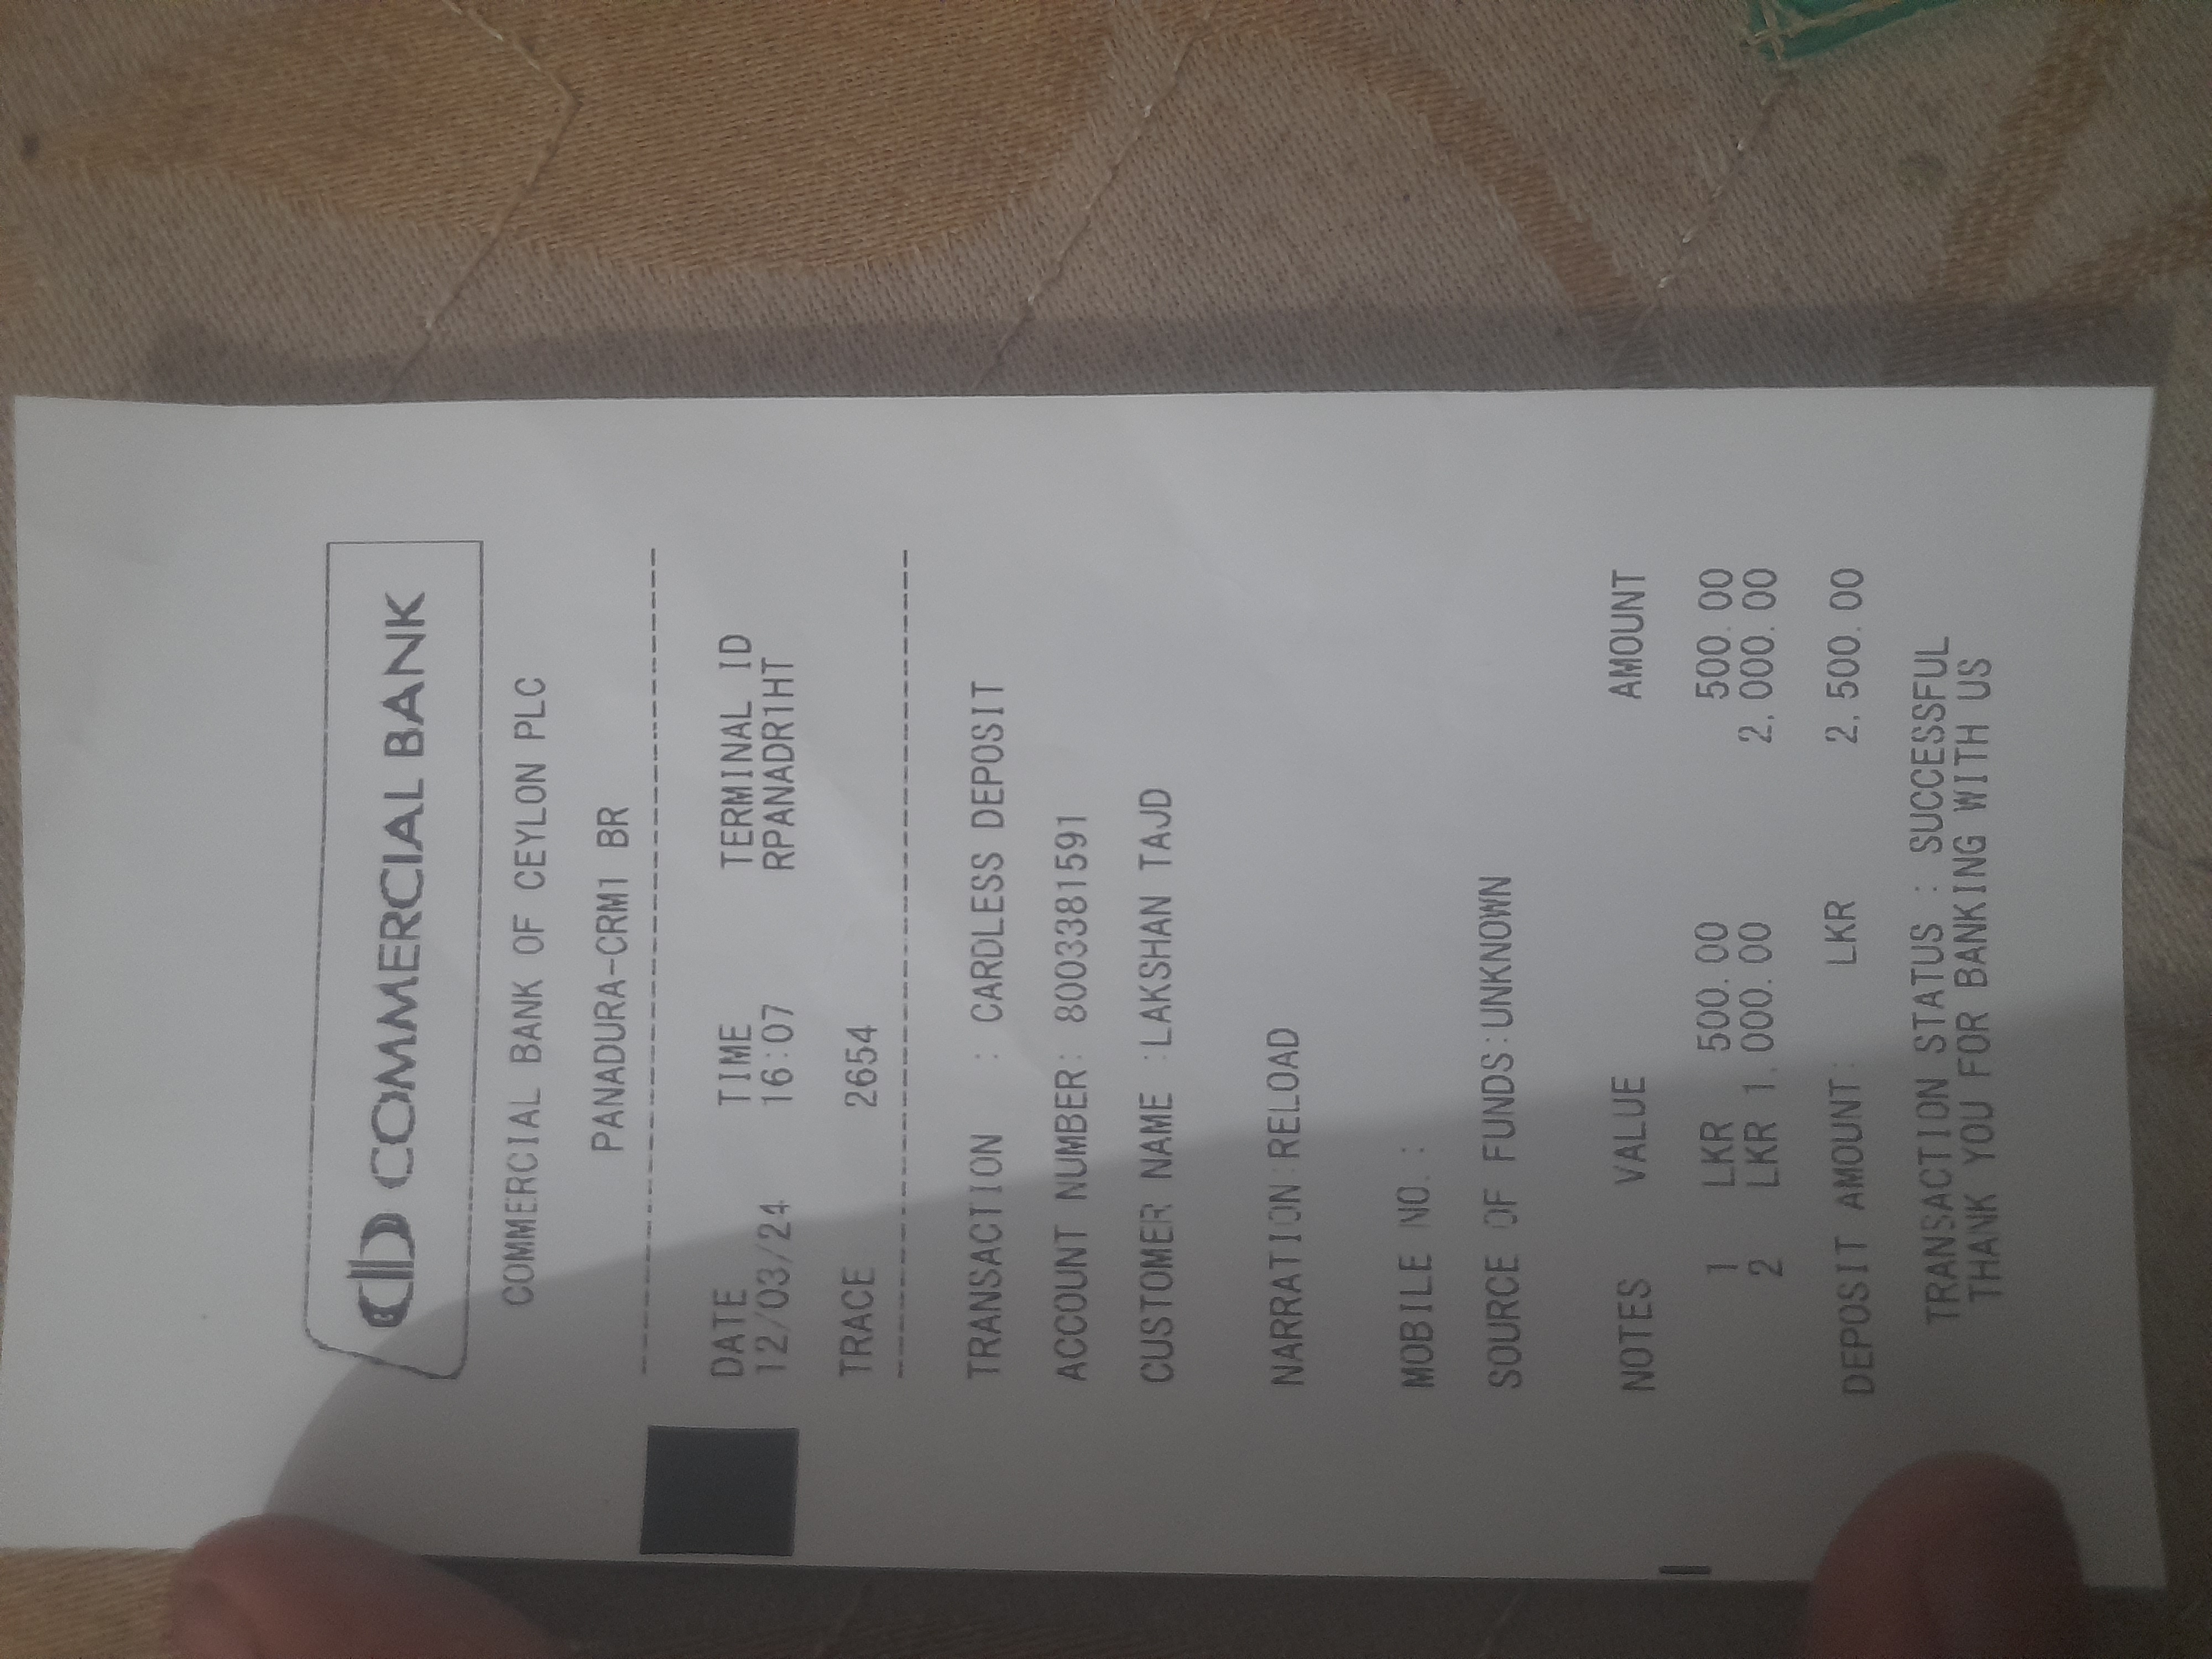 COMMERCIAL BANK
COMMERCIAL BANK OF CEYLON PLC
PANADURA-CRM1 BR
DATE TIME TERMINAL ID
12/03/24 16:07 RPANADR1HT
TRACE 2654
TRANSACTION : CARDLESS DEPOSIT
ACCOUNT NUMBER: 8003381591
CUSTOMER NAME :LAKSHAN TAJD
NARRATION:RELOAD
MOBILE NO. :
SOURCE OF FUNDS:UNKNOWN
NOTES VALUE AMOUNT
1 LKR 500.00 500.00
2 LKR 1,000.00 2,000.00
DEPOSIT AMOUNT: LKR 2,500.00
TRANSACTION STATUS : SUCCESSFUL
THANK YOU FOR BANKING WITH US